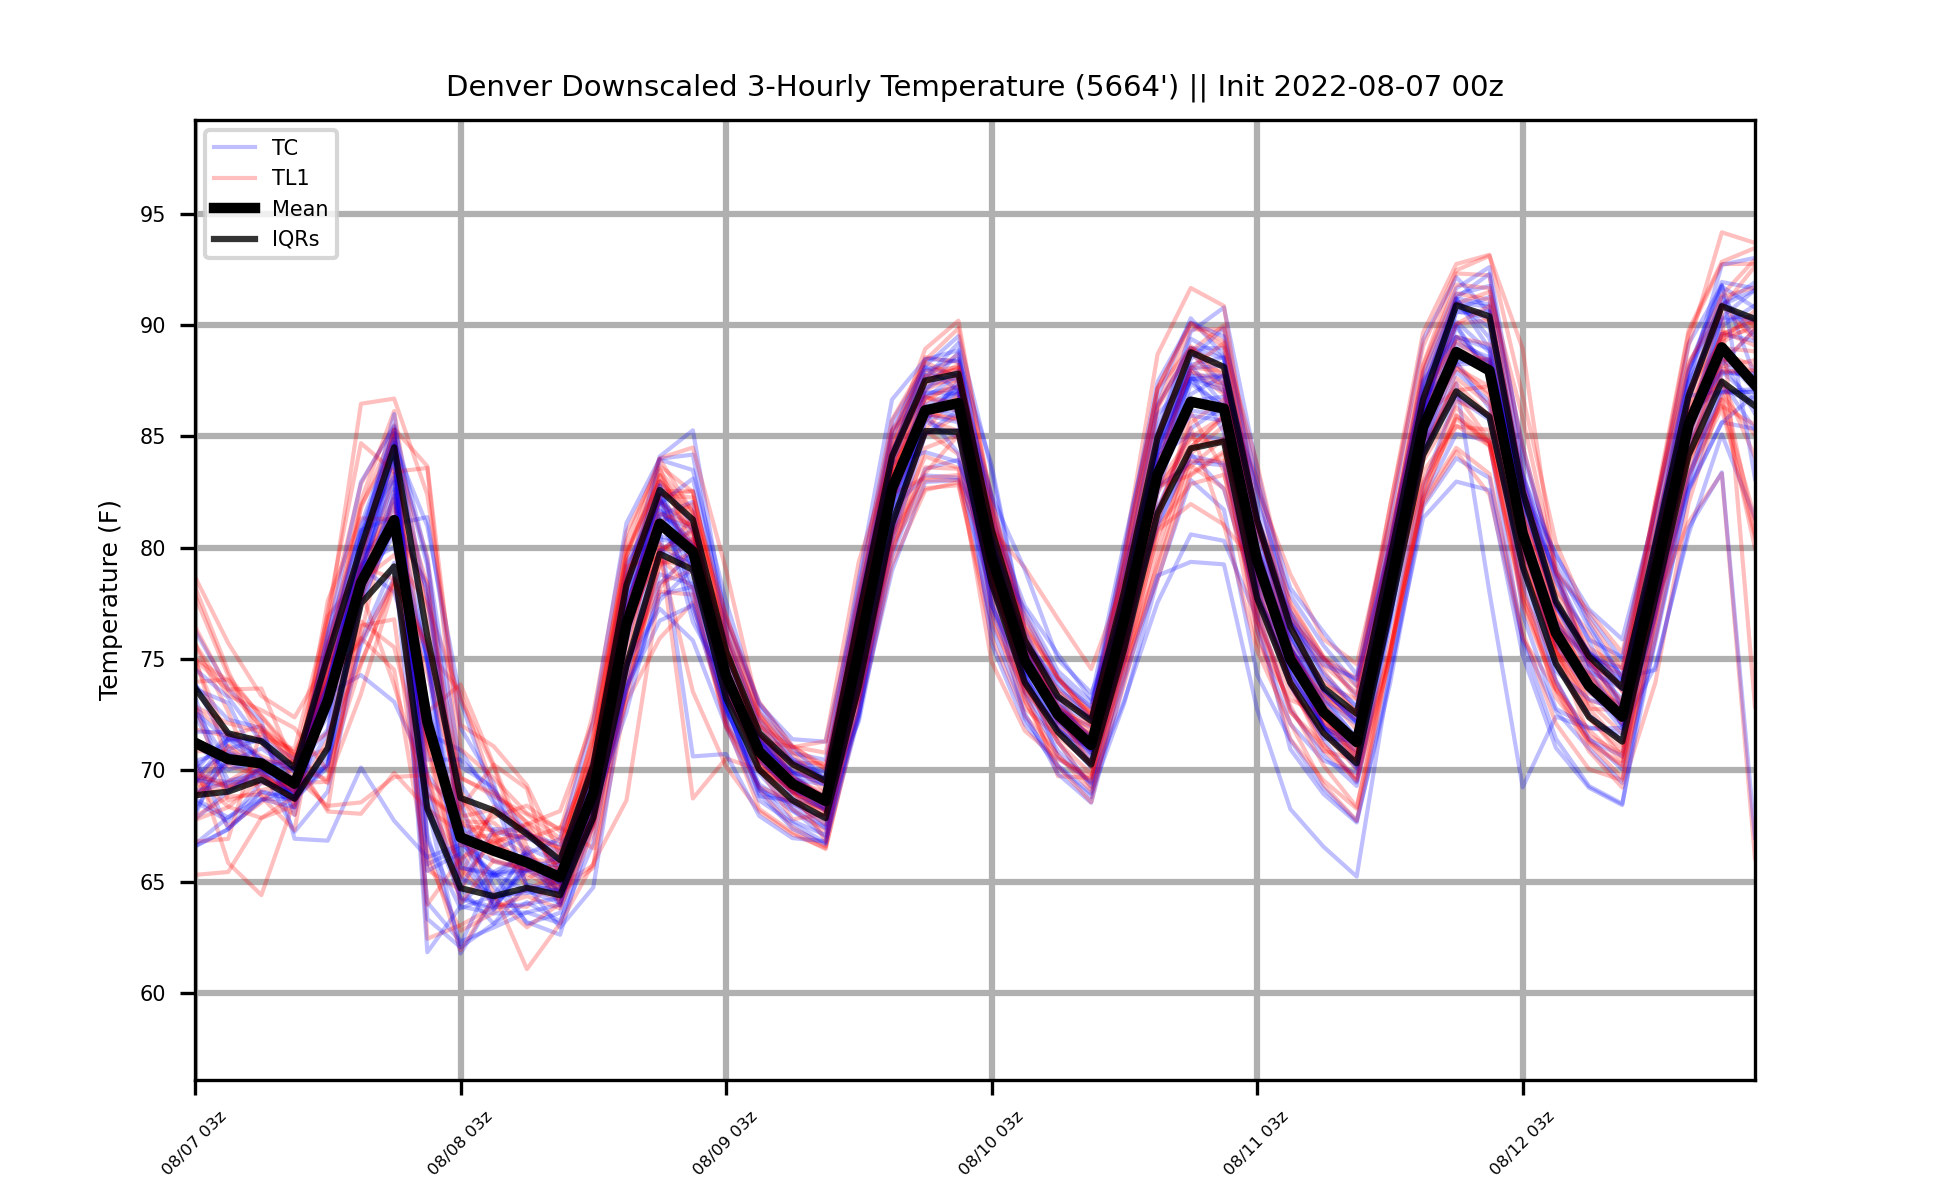 Denver Downscaled 3-Hourly Temperature (5664') || Init 2022-08-07 00z
TC
TL1
Mean
IQRs
Temperature (F)
95
90
85
80
75
70
65
60
08/07 03z
08/08 03z
08/09 03z
08/10 03z
08/11 03z
08/12 03z